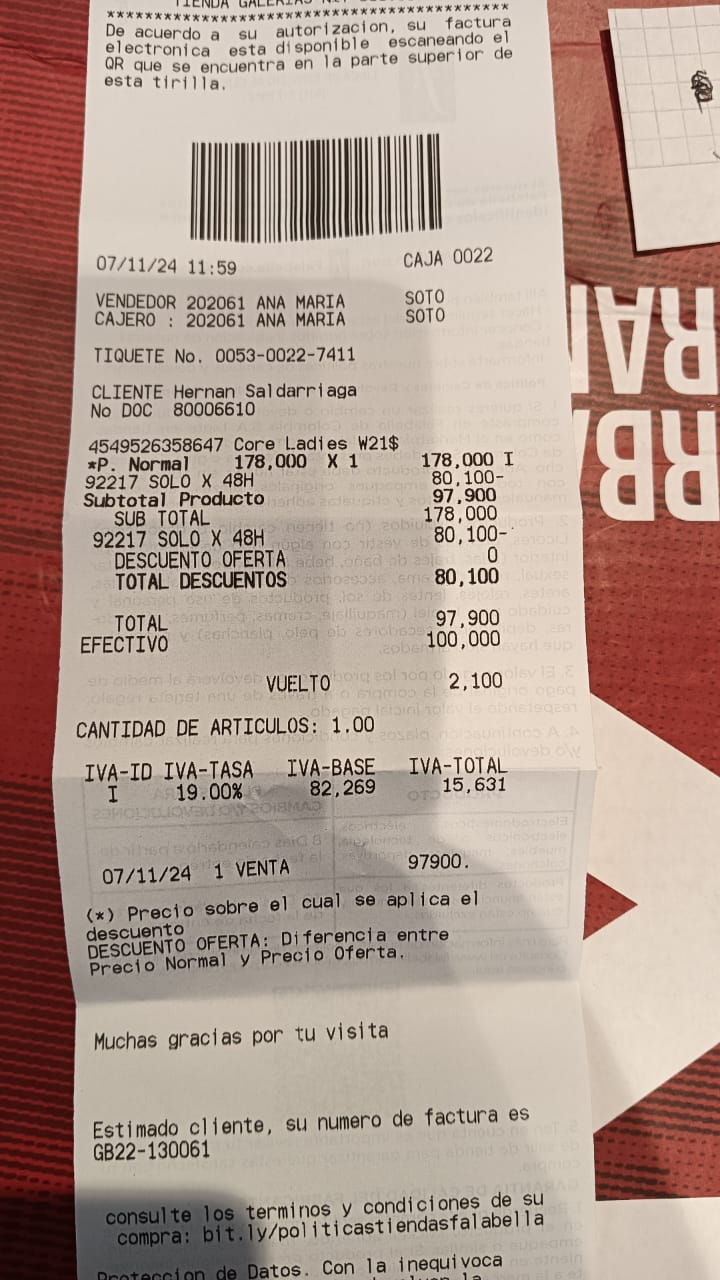 TIENDA GALERIAS
******************************************
De acuerdo a su autorizacion, su factura
electronica esta disponible escaneando el
QR que se encuentra en la parte superior de
esta tirilla.
07/11/24 11:59 CAJA 0022
VENDEDOR 202061 ANA MARIA SOTO
CAJERO : 202061 ANA MARIA SOTO
TIQUETE No. 0053-0022-7411
CLIENTE Hernan Saldarriaga
No DOC 80006610
4549526358647 Core Ladies W21$
*P. Normal 178,000 X 1 178,000 I
92217 SOLO X 48H 80,100-
Subtotal Producto 97,900
SUB TOTAL 178,000
92217 SOLO X 48H 80,100-
DESCUENTO OFERTA 0
TOTAL DESCUENTOS 80,100
TOTAL 97,900
EFECTIVO 100,000
VUELTO 2,100
CANTIDAD DE ARTICULOS: 1.00
IVA-ID IVA-TASA IVA-BASE IVA-TOTAL
I 19.00% 82,269 15,631
07/11/24 1 VENTA 97900.
(*) Precio sobre el cual se aplica el
descuento
DESCUENTO OFERTA: Diferencia entre
Precio Normal y Precio Oferta.
Muchas gracias por tu visita
Estimado cliente, su numero de factura es
GB22-130061
consulte los terminos y condiciones de su
compra: bit.ly/politicastiendasfalabella
Proteccion de Datos. Con la inequivoca